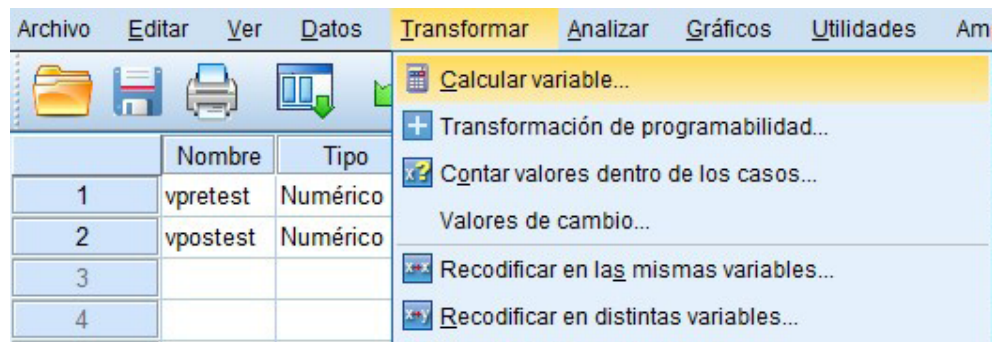 Archivo Editar Ver Datos Transformar Analizar Gráficos Utilidades Am
Calcular variable...
Transformación de programabilidad...
Nombre Tipo
Contar valores dentro de los casos...
1 vpretest Numérico
Valores de cambio...
2 vpostest Numérico
3
Recodificar en las mismas variables...
4
Recodificar en distintas variables...